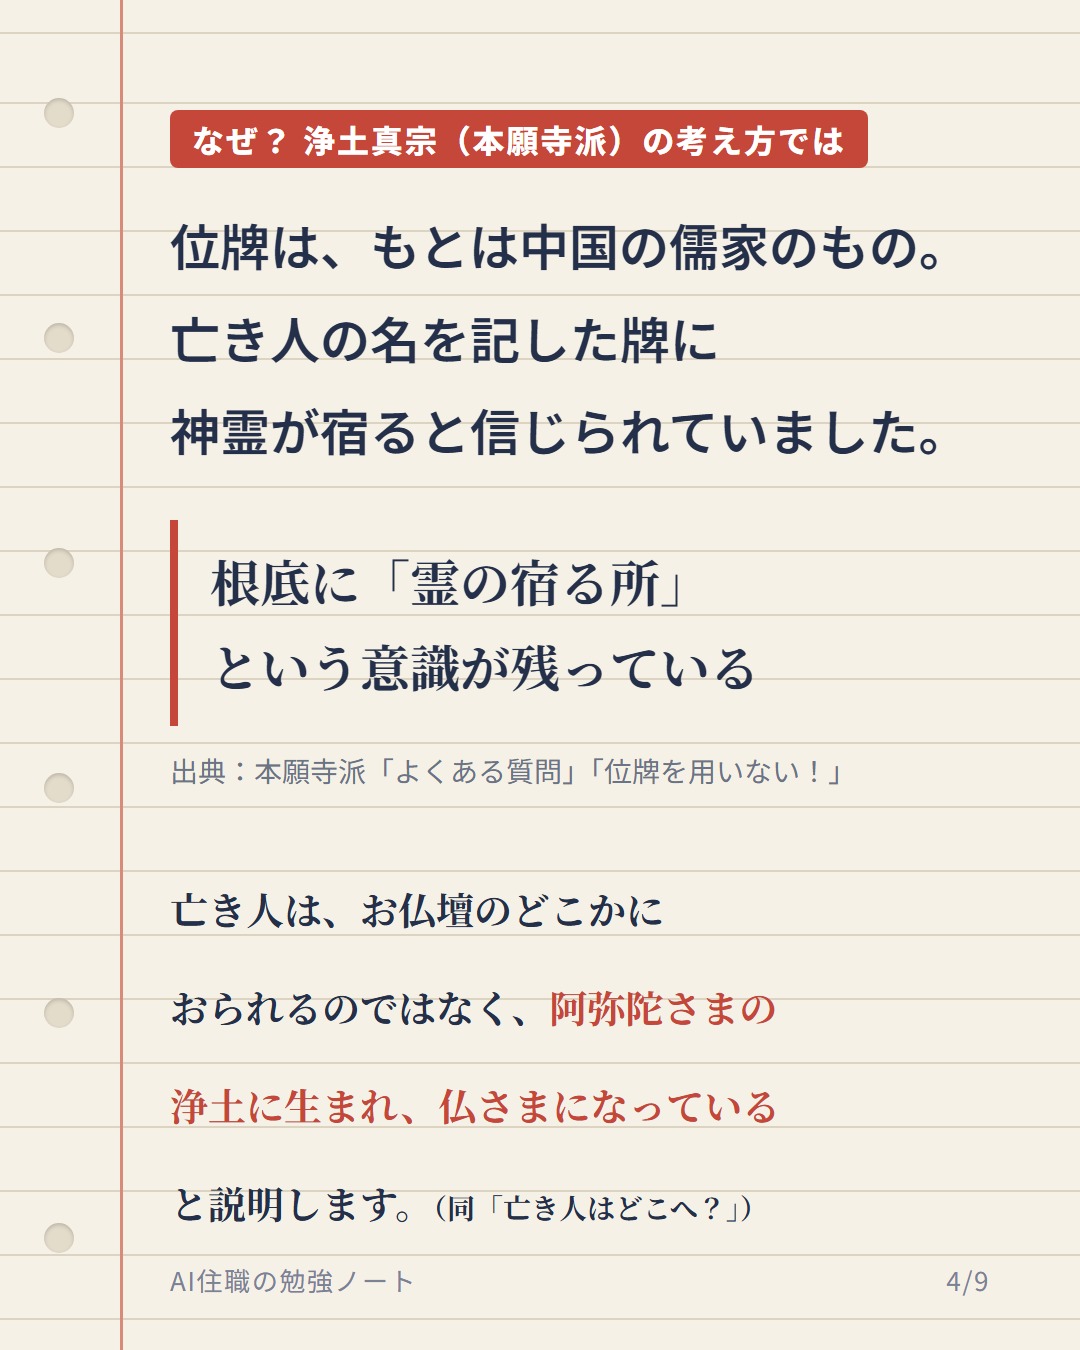 なぜ？ 浄土真宗（本願寺派）の考え方では
位牌は、もとは中国の儒家のもの。
亡き人の名を記した牌に
神霊が宿ると信じられていました。
根底に「霊の宿る所」
という意識が残っている
出典：本願寺派「よくある質問」「位牌を用いない！」
亡き人は、お仏壇のどこかに
おられるのではなく、阿弥陀さまの
浄土に生まれ、仏さまになっている
と説明します。（同「亡き人はどこへ？」）
AI住職の勉強ノート
4/9